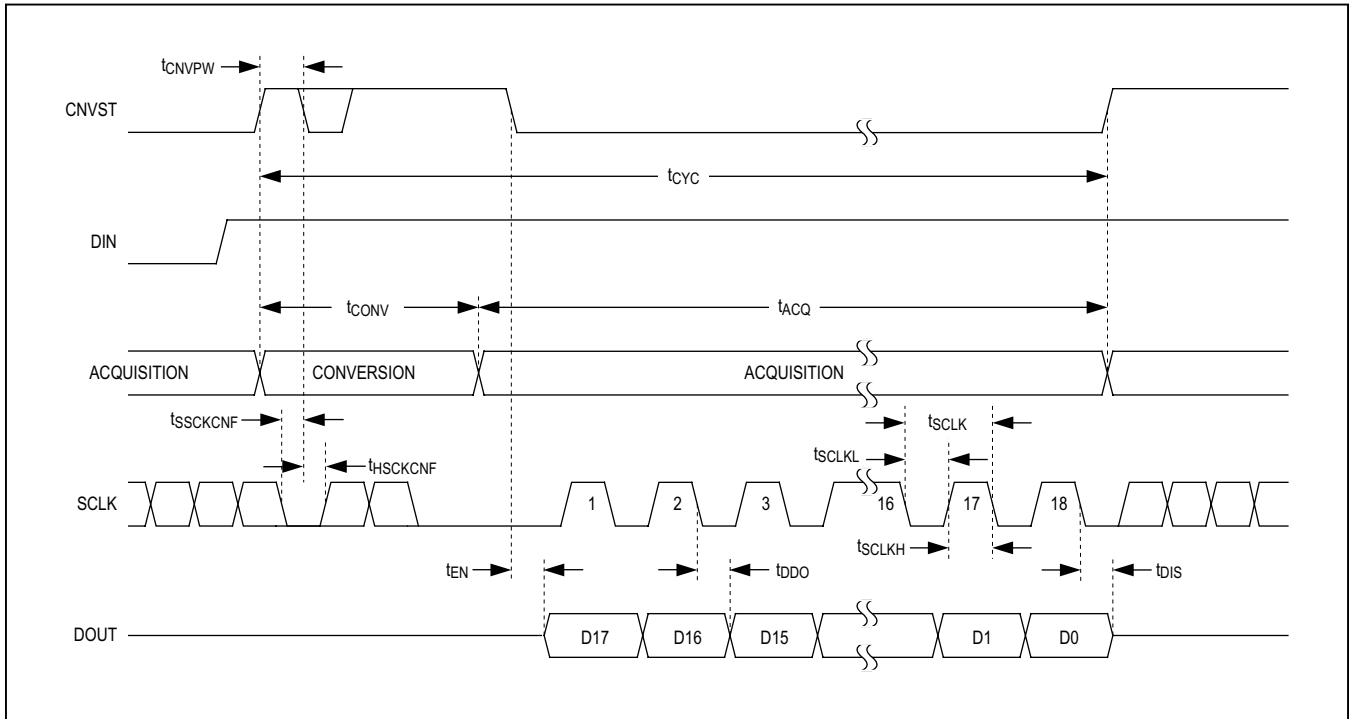 tCNVPW
CNVST
tCYC
DIN
tCONV
tACQ
ACQUISITION CONVERSION ACQUISITION
tSSCKCNF
tSCLK
tHSCKCNF
tSCLKL
SCLK 1 2 3 16 17 18
tSCLKH
tEN tDDO tDIS
DOUT D17 D16 D15 D1 D0